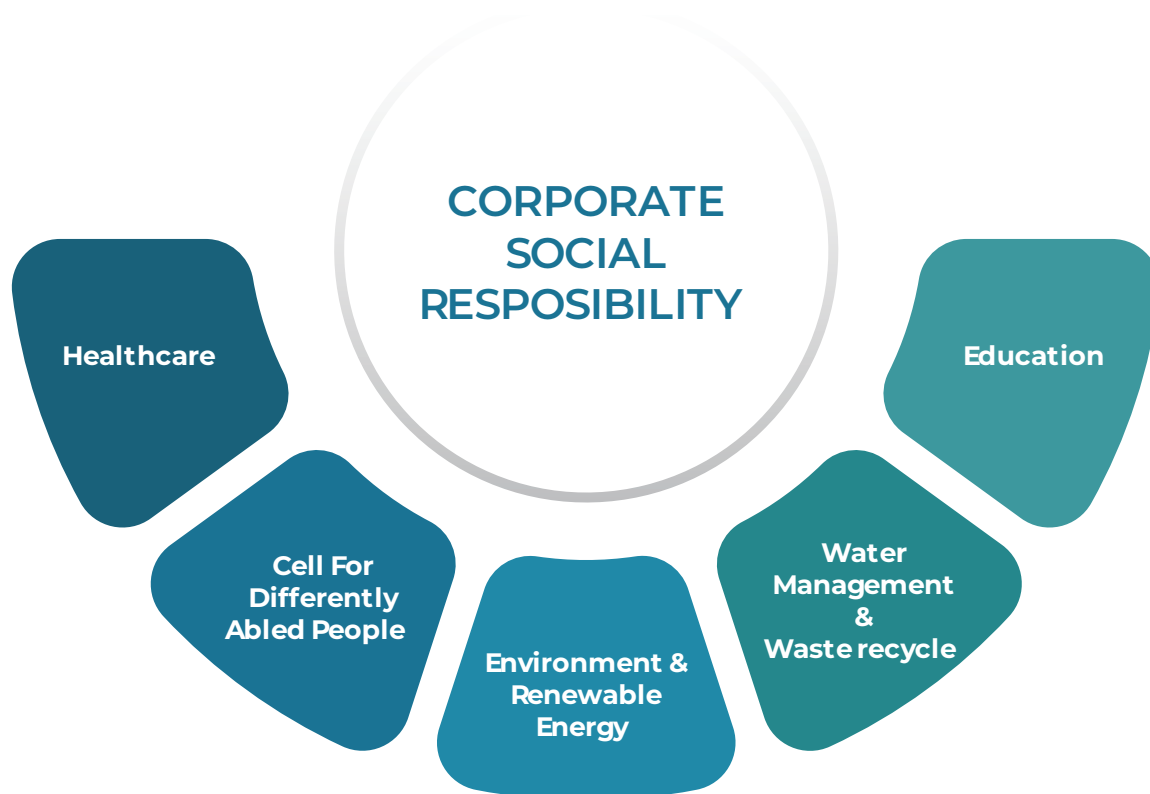 CORPORATE
SOCIAL
RESPOSIBILITY
Healthcare
Cell For
Differently
Abled People
Environment &
Renewable
Energy
Water
Management
&
Waste recycle
Education